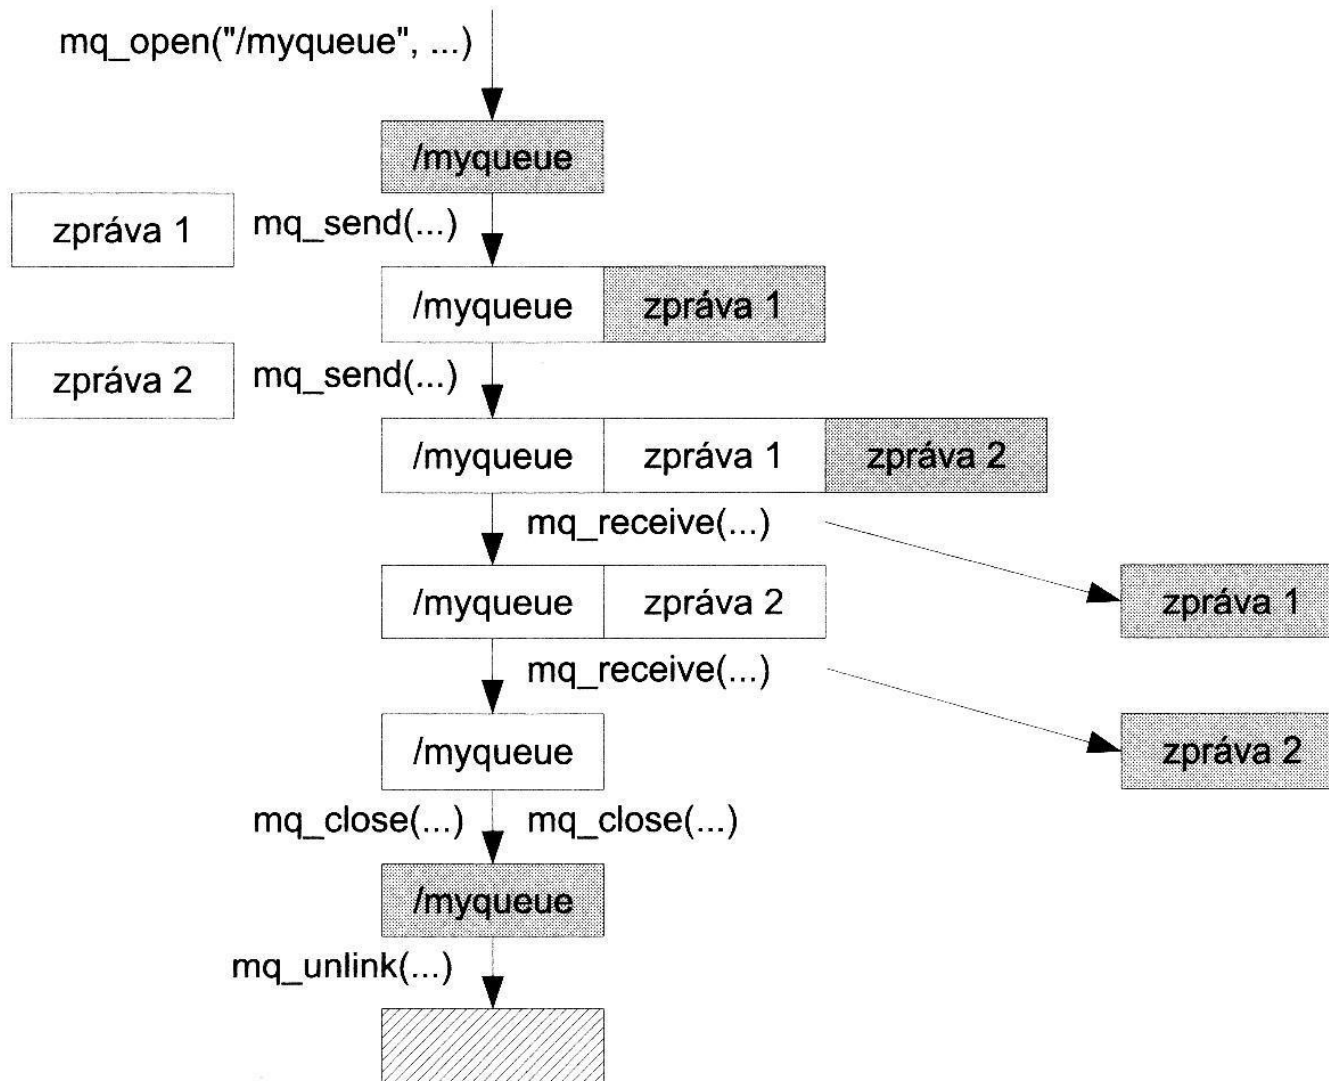 mq_open("/myqueue", ...)
/myqueue
zpráva 1 mq_send(...)
/myqueue zpráva 1
zpráva 2 mq_send(...)
/myqueue zpráva 1 zpráva 2
mq_receive(...)
/myqueue zpráva 2 zpráva 1
mq_receive(...)
/myqueue zpráva 2
mq_close(...) mq_close(...)
/myqueue
mq_unlink(...)